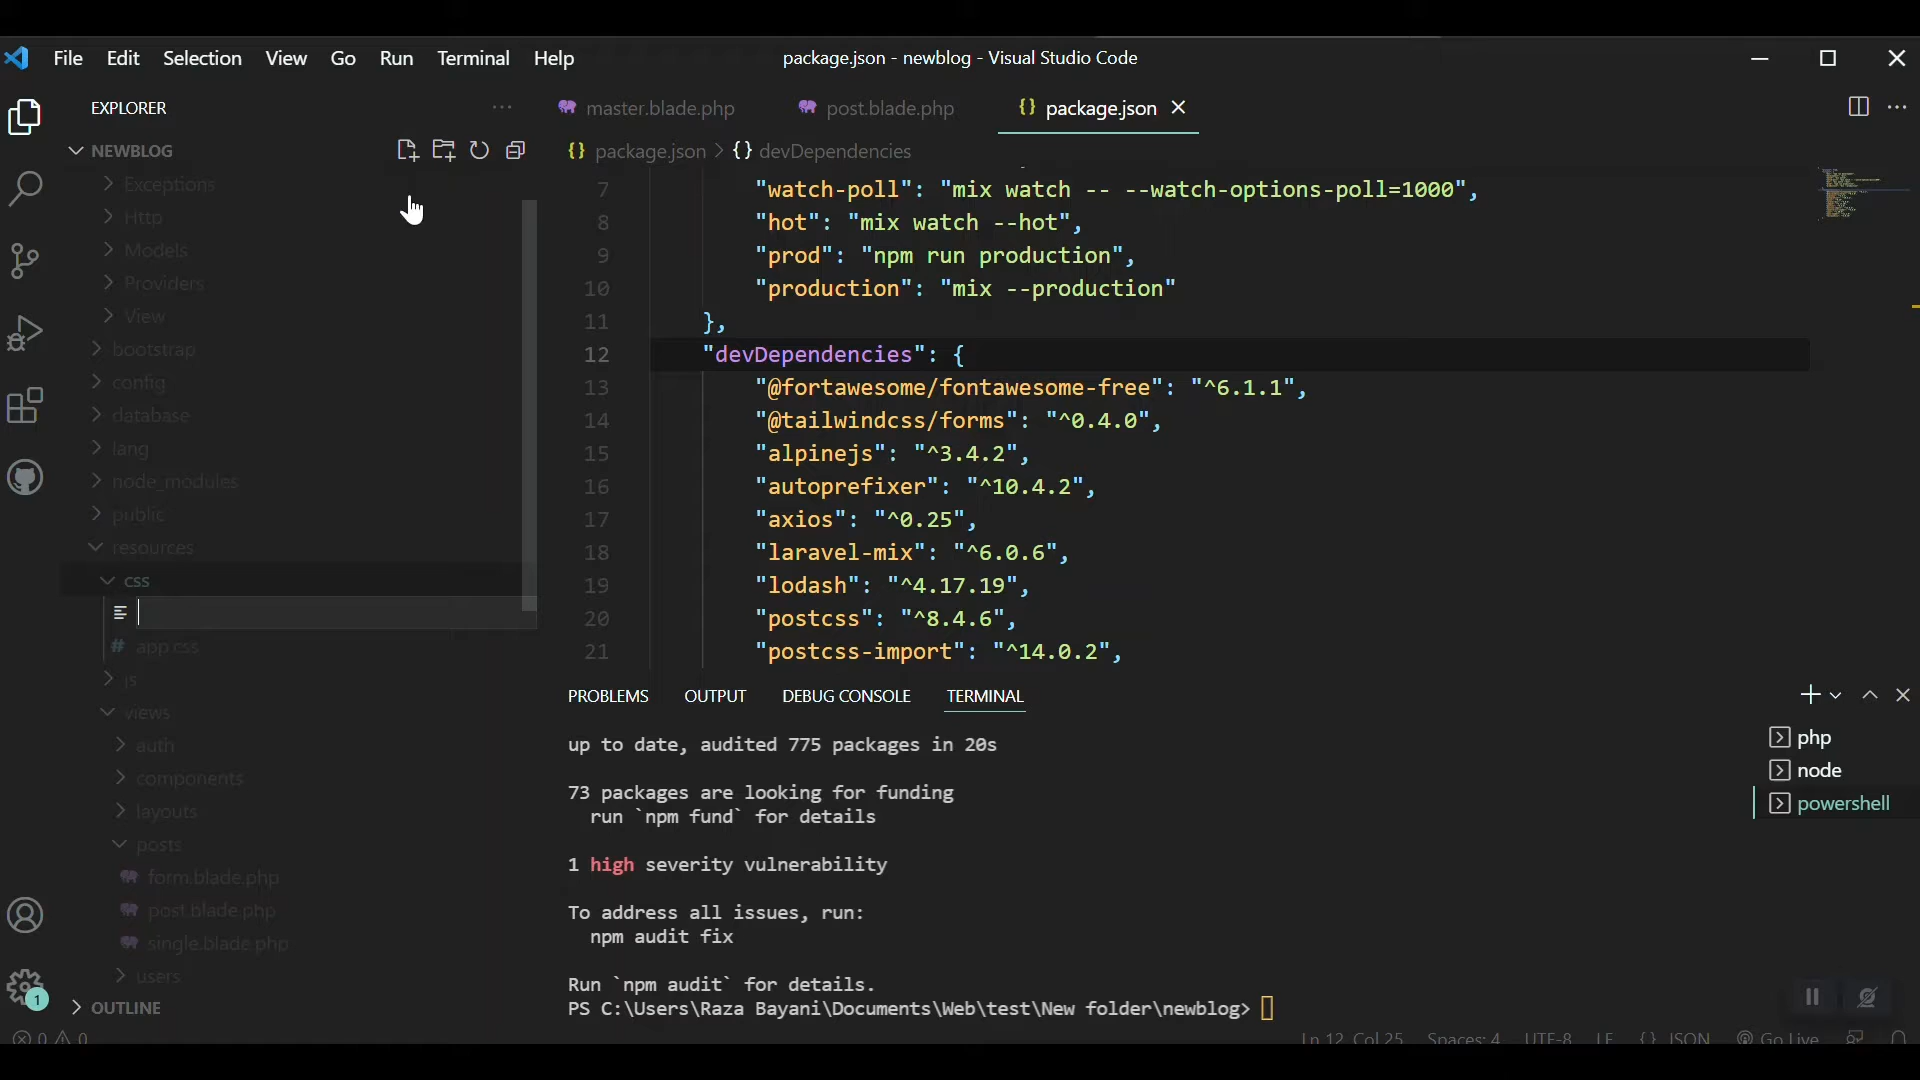 File Edit Selection View Go Run Terminal Help
package.json - newblog - Visual Studio Code
EXPLORER
NEWBLOG
Exceptions
Http
Models
Providers
View
bootstrap
config
database
lang
node_modules
public
resources
css
# app.css
js
views
auth
components
layouts
posts
form.blade.php
post.blade.php
single.blade.php
users
OUTLINE
1
master.blade.php post.blade.php {} package.json
{} package.json > {} devDependencies
7 "watch-poll": "mix watch -- --watch-options-poll=1000",
8 "hot": "mix watch --hot",
9 "prod": "npm run production",
10 "production": "mix --production"
11 },
12 "devDependencies": {
13 "@fortawesome/fontawesome-free": "^6.1.1",
14 "@tailwindcss/forms": "^0.4.0",
15 "alpinejs": "^3.4.2",
16 "autoprefixer": "^10.4.2",
17 "axios": "^0.25",
18 "laravel-mix": "^6.0.6",
19 "lodash": "^4.17.19",
20 "postcss": "^8.4.6",
21 "postcss-import": "^14.0.2",
PROBLEMS OUTPUT DEBUG CONSOLE TERMINAL
up to date, audited 775 packages in 20s
73 packages are looking for funding
run `npm fund` for details
1 high severity vulnerability
To address all issues, run:
npm audit fix
Run `npm audit` for details.
PS C:\Users\Raza Bayani\Documents\Web\test\New folder\newblog>
php
node
powershell
0 0 Ln 12, Col 25 Spaces: 4 UTF-8 LF {} JSON Go Live